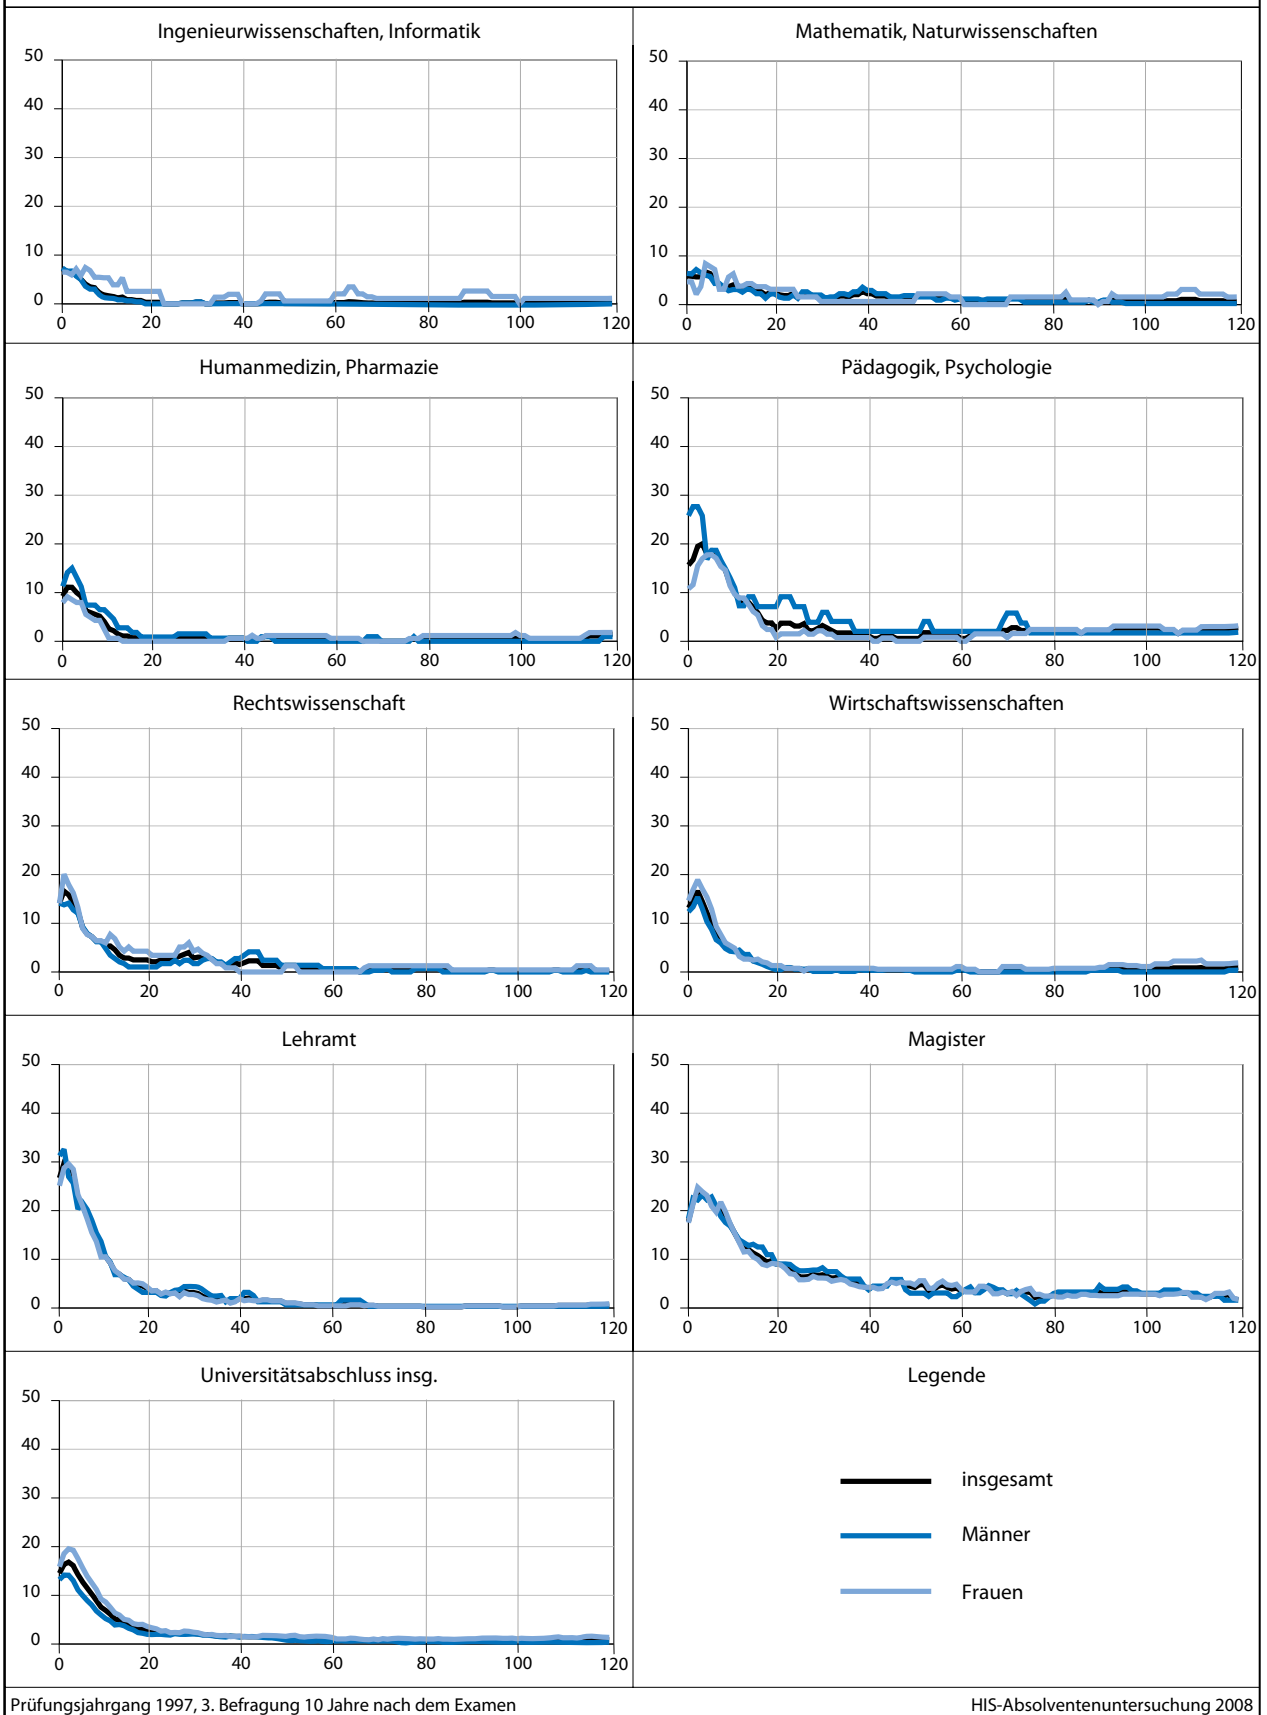 Ingenieurwissenschaften, Informatik
50
40
30
20
10
0
0 20 40 60 80 100 120
Mathematik, Naturwissenschaften
50
40
30
20
10
0
0 20 40 60 80 100 120
Humanmedizin, Pharmazie
50
40
30
20
10
0
0 20 40 60 80 100 120
Pädagogik, Psychologie
50
40
30
20
10
0
0 20 40 60 80 100 120
Rechtswissenschaft
50
40
30
20
10
0
0 20 40 60 80 100 120
Wirtschaftswissenschaften
50
40
30
20
10
0
0 20 40 60 80 100 120
Lehramt
50
40
30
20
10
0
0 20 40 60 80 100 120
Magister
50
40
30
20
10
0
0 20 40 60 80 100 120
Universitätsabschluss insg.
50
40
30
20
10
0
0 20 40 60 80 100 120
Legende
insgesamt
Männer
Frauen
Prüfungsjahrgang 1997, 3. Befragung 10 Jahre nach dem Examen
HIS-Absolventenuntersuchung 2008